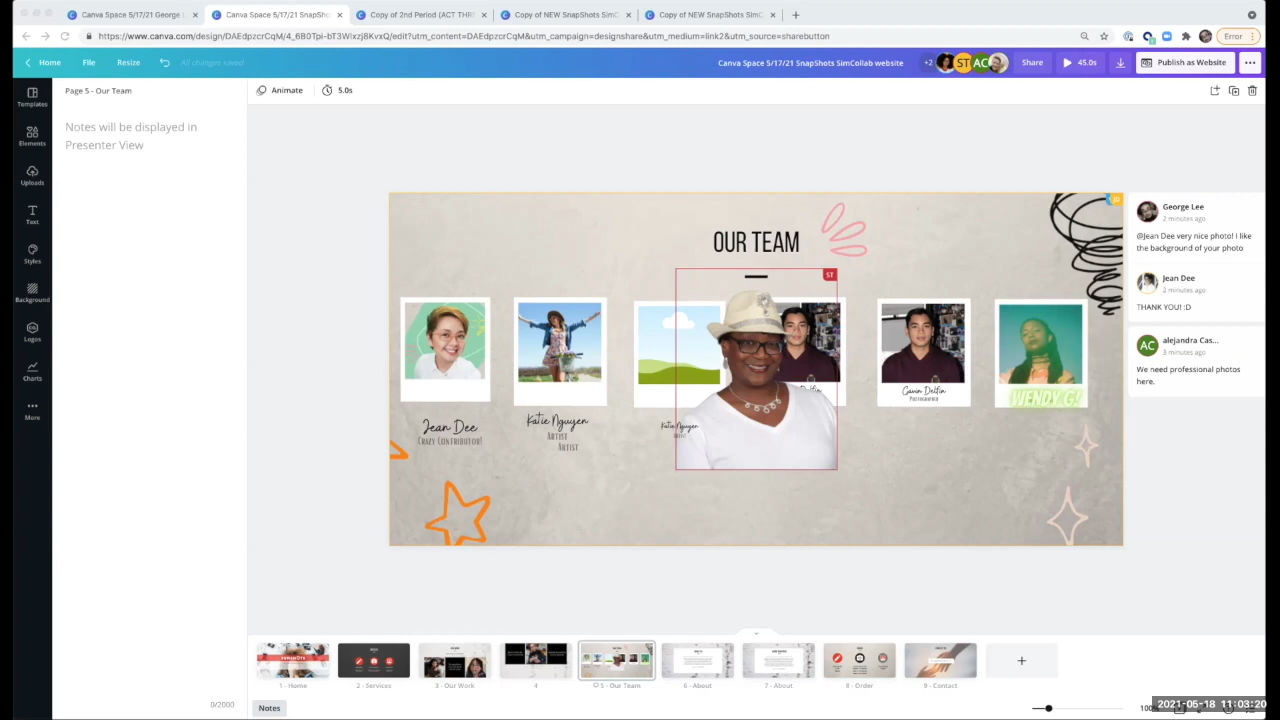 Canva Space 5/17/21 George L
Canva Space 5/17/21 SnapShots
Copy of 2nd Period (ACT THR
Copy of NEW SnapShots SimC
Copy of NEW SnapShots SimC
https://www.canva.com/design/DAEdpzcrCqM/4_6B0Tpi-bT3Wlxzj8KvxQ/edit?utm_content=DAEdpzcrCqM&utm_campaign=designshare&utm_medium=link2&utm_source=sharebutton
Error
Home
File
Resize
All changes saved
Canva Space 5/17/21 SnapShots SimCollab website
+2
ST
AC
Share
45.0s
Publish as Website
Templates
Elements
Uploads
Text
Styles
Background
Logos
Charts
More
Page 5 - Our Team
Notes will be displayed in
Presenter View
0/2000
Animate
5.0s
OUR TEAM
ST
JD
Jean Dee
Crazy Contributor!
Katie Nguyen
Artist
Artist
Katie Nguyen
Artist
Gavin Delfin
Photographer
WENDY G!
George Lee
2 minutes ago
@Jean Dee very nice photo! I like
the background of your photo
Jean Dee
2 minutes ago
THANK YOU! :D
AC
alejandra Cas...
3 minutes ago
We need professional photos
here.
1 - Home
2 - Services
3 - Our Work
4
5 - Our Team
6 - About
7 - About
8 - Order
9 - Contact
Notes
100%
2021-05-18 11:03:20